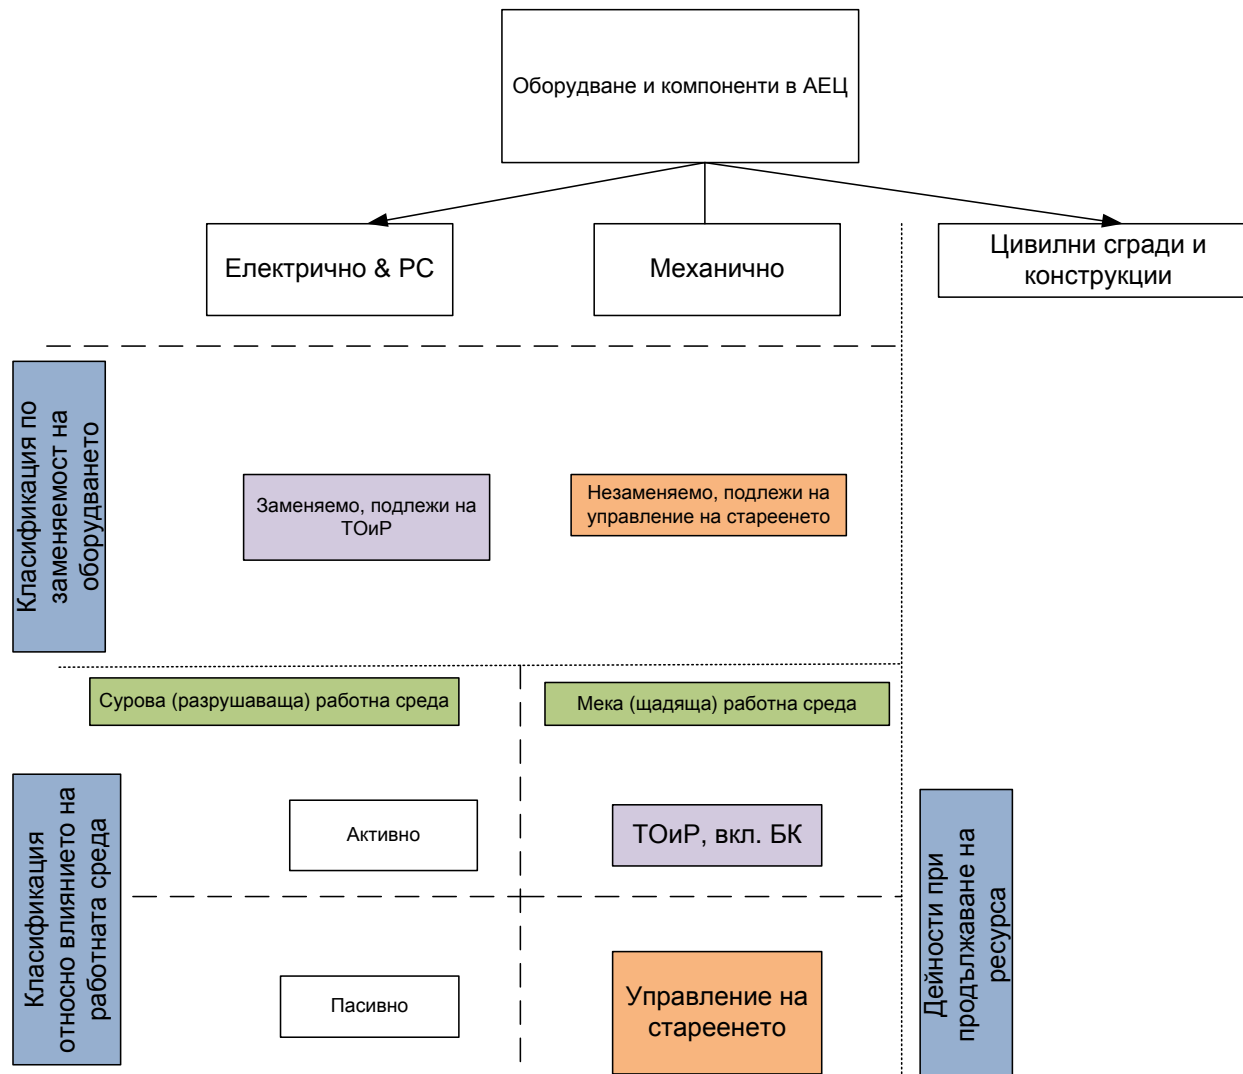 Оборудване и компоненти в АЕЦ
Електрично & РС
Механично
Цивилни сгради и
конструкции
Класификация по
заменяемост на
оборудването
Заменяемо, подлежи на
ТОиР
Незаменяемо, подлежи на
управление на стареенето
Сурова (разрушаваща) работна среда
Мека (щадяща) работна среда
Класификация
относно влиянието на
работната среда
Активно
ТОиР, вкл. БК
Дейности при
продължаване на
ресурса
Пасивно
Управление на
стареенето